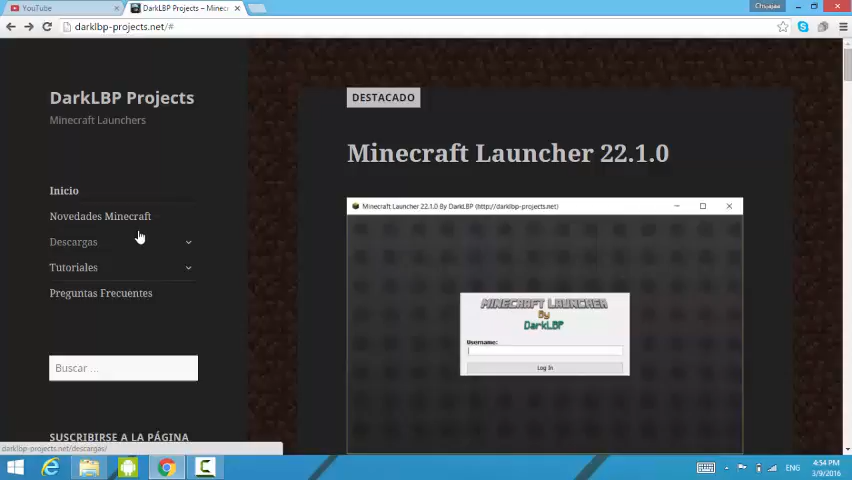 YouTube
DarkLBP Projects – Minec
Chuajaa
darklbp-projects.net/#
DarkLBP Projects
Minecraft Launchers
Inicio
Novedades Minecraft
Descargas
Tutoriales
Preguntas Frecuentes
Buscar ...
SUSCRIBIRSE A LA PÁGINA
DESTACADO
Minecraft Launcher 22.1.0
Minecraft Launcher 22.1.0 By DarkLBP (http://darklbp-projects.net)
MINECRAFT LAUNCHER
By
DarkLBP
Username:
Log In
darklbp-projects.net/descargas/
ENG
4:54 PM
3/9/2016